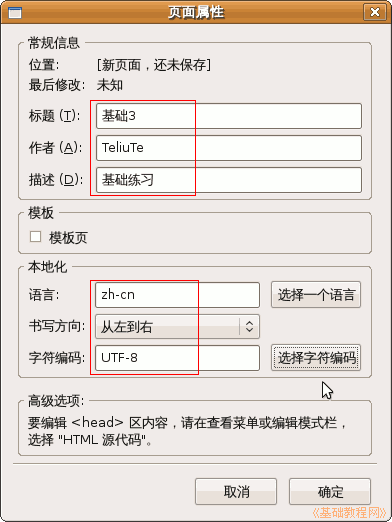 页面属性
常规信息
位置: [新页面，还未保存]
最后修改: 未知
标题 (T): 基础3
作者 (A): TeliuTe
描述 (D): 基础练习
模板
模板页
本地化
语言: zh-cn 选择一个语言
书写方向: 从左到右
字符编码: UTF-8 选择字符编码
高级选项:
要编辑 <head> 区内容，请在查看菜单或编辑模式栏，
选择 "HTML 源代码"。
取消 确定
《基础教程网》